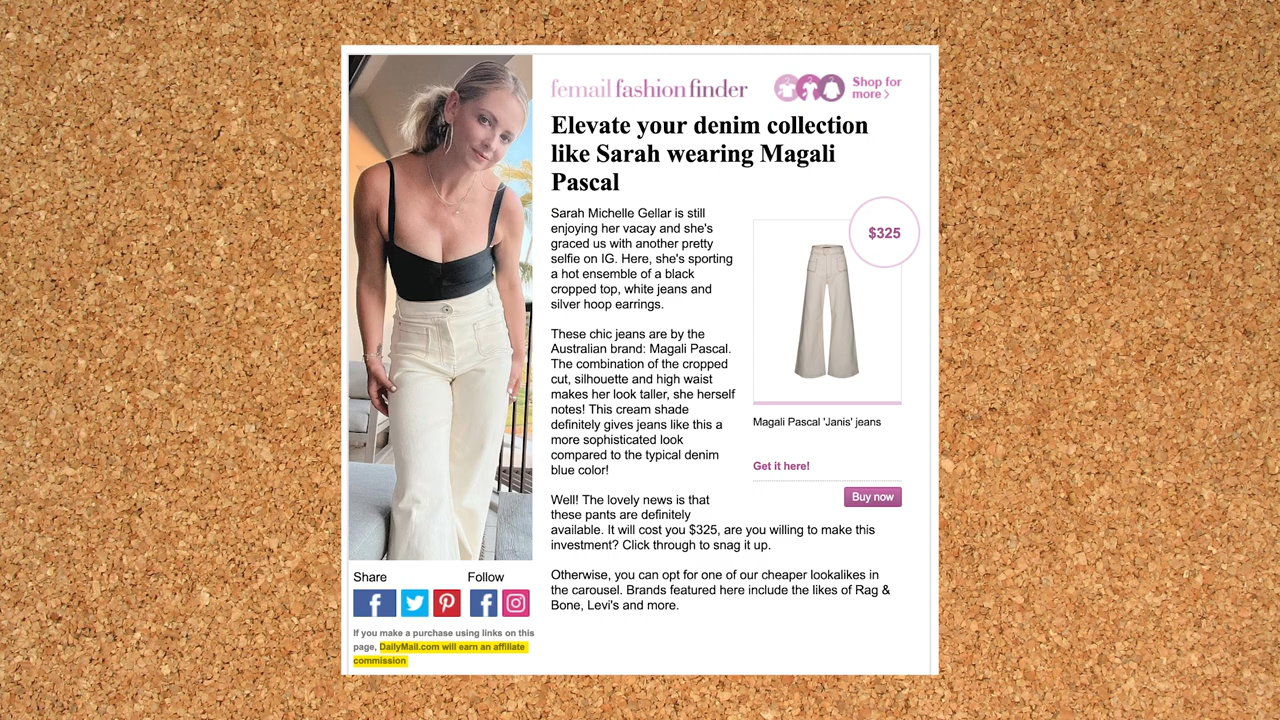 femail fashion finder
Shop for
more >
Elevate your denim collection
like Sarah wearing Magali
Pascal
Sarah Michelle Gellar is still
enjoying her vacay and she's
graced us with another pretty
selfie on IG. Here, she's sporting
a hot ensemble of a black
cropped top, white jeans and
silver hoop earrings.
These chic jeans are by the
Australian brand: Magali Pascal.
The combination of the cropped
cut, silhouette and high waist
makes her look taller, she herself
notes! This cream shade
definitely gives jeans like this a
more sophisticated look
compared to the typical denim
blue color!
Well! The lovely news is that
these pants are definitely
available. It will cost you $325, are you willing to make this
investment? Click through to snag it up.
Otherwise, you can opt for one of our cheaper lookalikes in
the carousel. Brands featured here include the likes of Rag &
Bone, Levi's and more.
$325
Magali Pascal 'Janis' jeans
Get it here!
Buy now
Share
Follow
If you make a purchase using links on this
page, DailyMail.com will earn an affiliate
commission